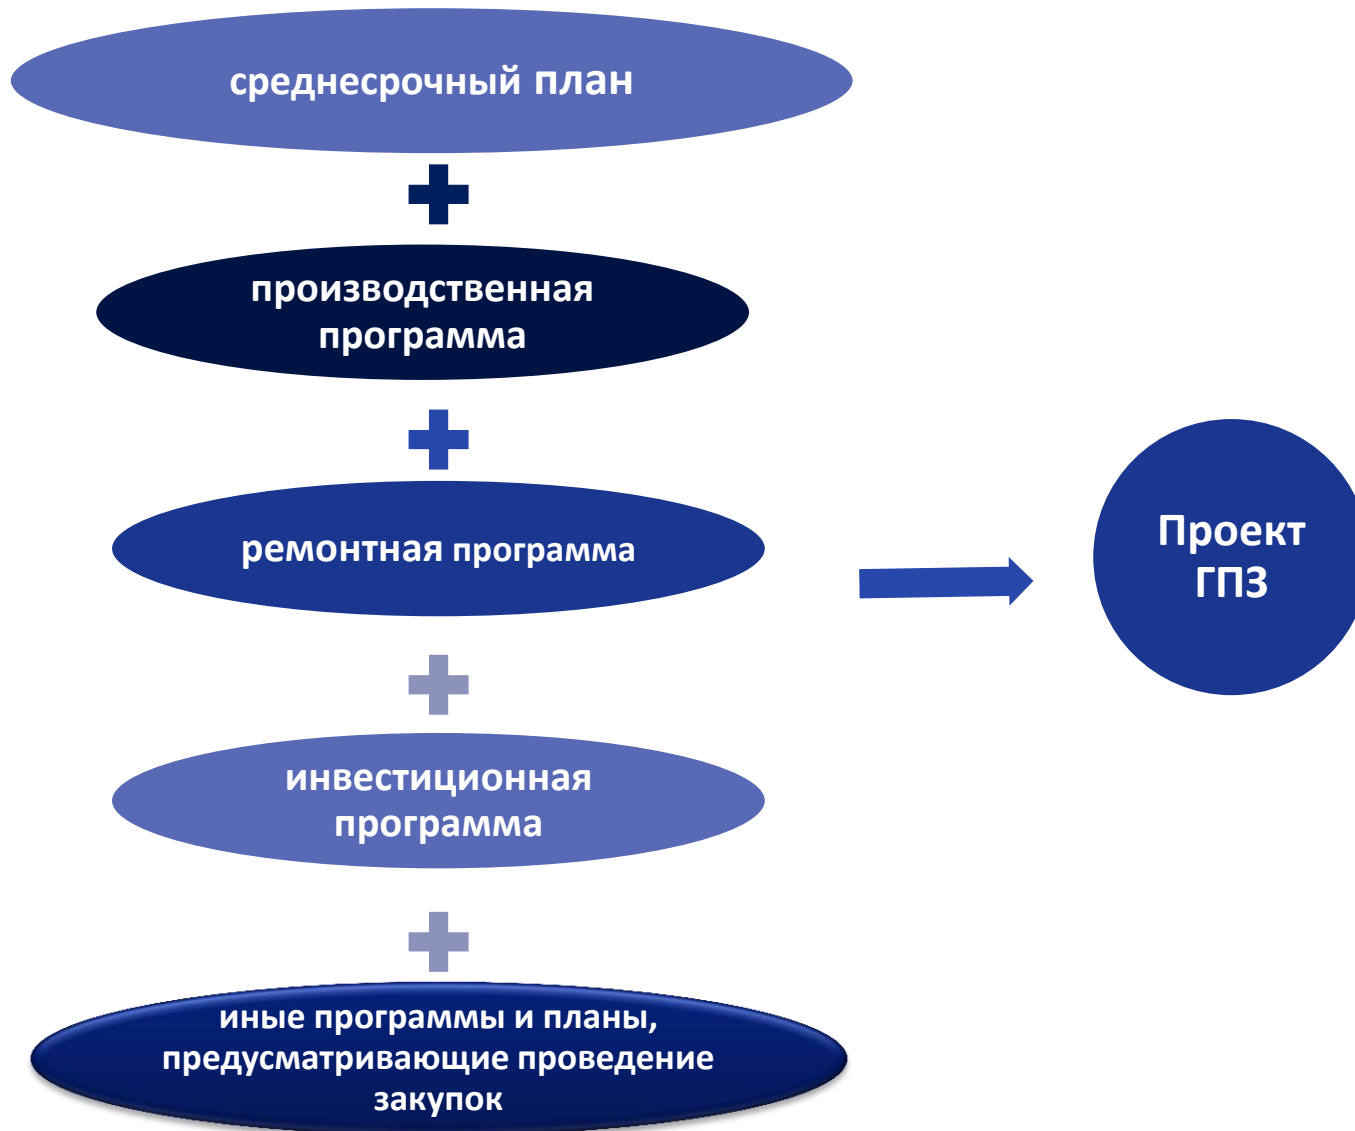 среднесрочный план
производственная
программа
ремонтная программа
инвестиционная
программа
иные программы и планы,
предусматривающие проведение
закупок
Проект
ГПЗ